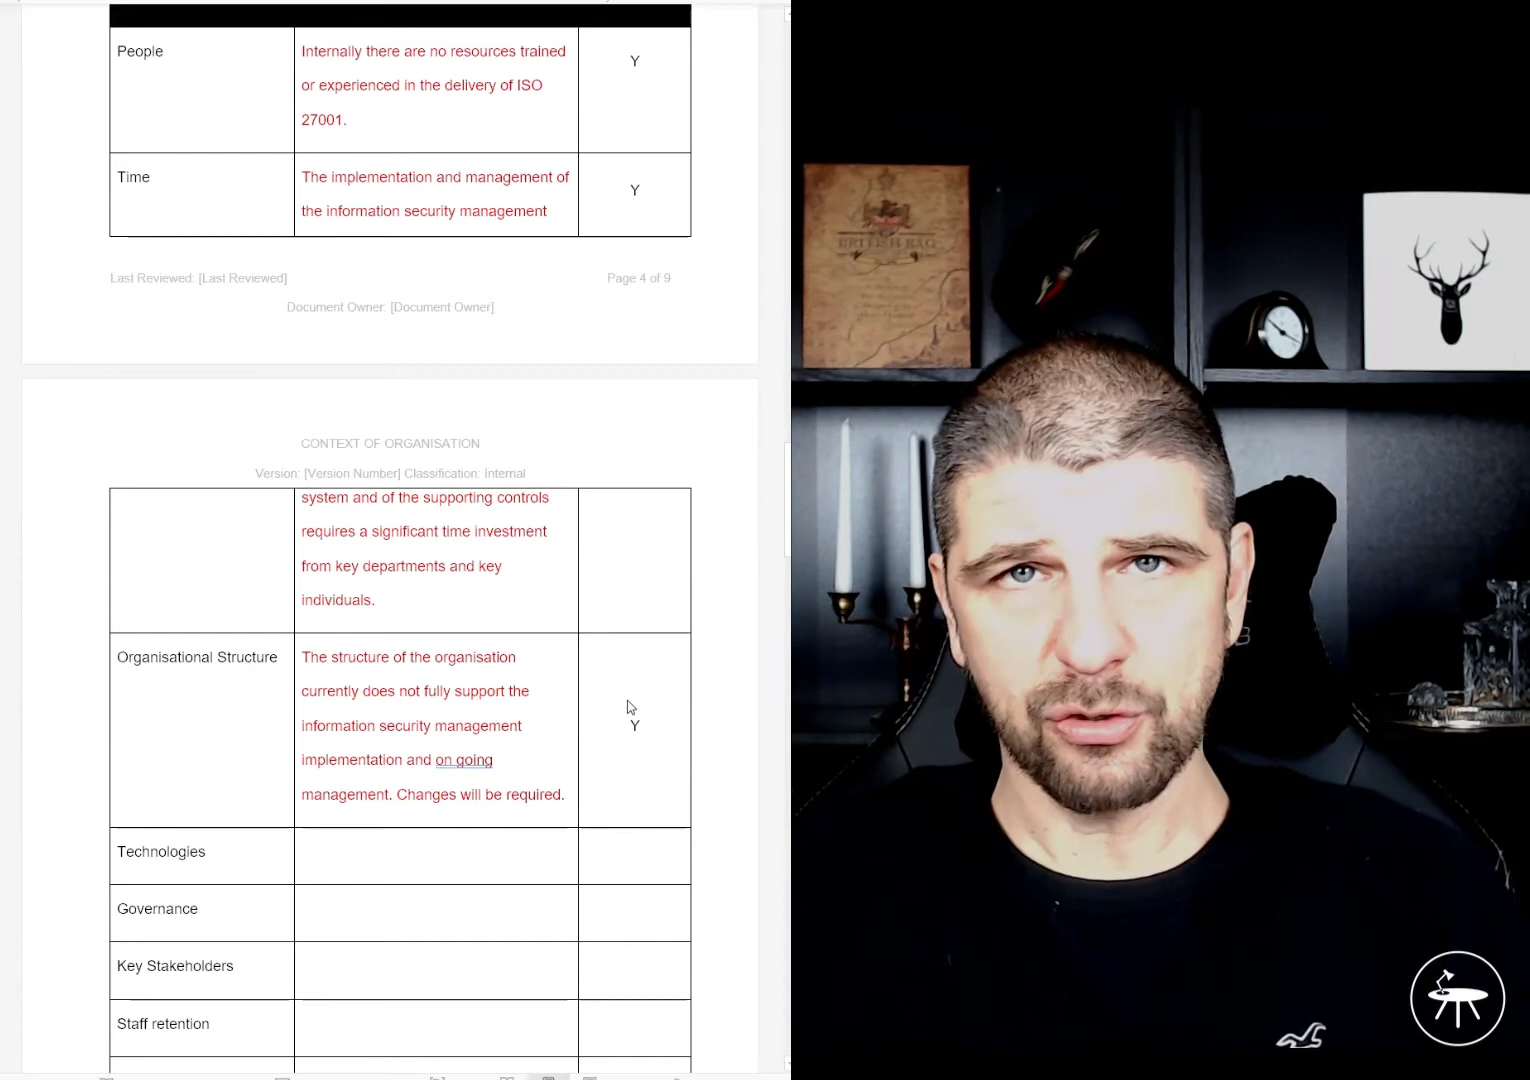 People
Internally there are no resources trained
or experienced in the delivery of ISO
27001.
Y
Time
The implementation and management of
the information security management
Y
Last Reviewed: [Last Reviewed]
Page 4 of 9
Document Owner: [Document Owner]
CONTEXT OF ORGANISATION
Version: [Version Number] Classification: Internal
system and of the supporting controls
requires a significant time investment
from key departments and key
individuals.
Organisational Structure
The structure of the organisation
currently does not fully support the
information security management
implementation and on going
management. Changes will be required.
Y
Technologies
Governance
Key Stakeholders
Staff retention
BRITISH BAG